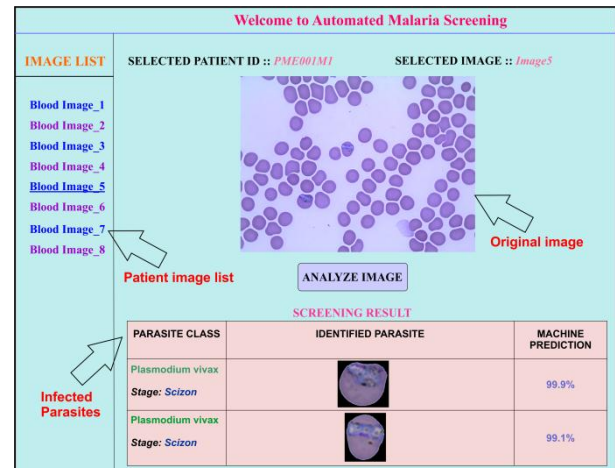 Welcome to Automated Malaria Screening
IMAGE LIST
SELECTED PATIENT ID :: PME001M1
SELECTED IMAGE :: Image5
Blood Image_1
Blood Image_2
Blood Image_3
Blood Image_4
Blood Image_5
Blood Image_6
Blood Image_7
Blood Image_8
Patient image list
Original image
ANALYZE IMAGE
SCREENING RESULT
PARASITE CLASS
IDENTIFIED PARASITE
MACHINE
PREDICTION
Plasmodium vivax
Stage: Scizon
99.9%
Plasmodium vivax
Stage: Scizon
99.1%
Infected
Parasites